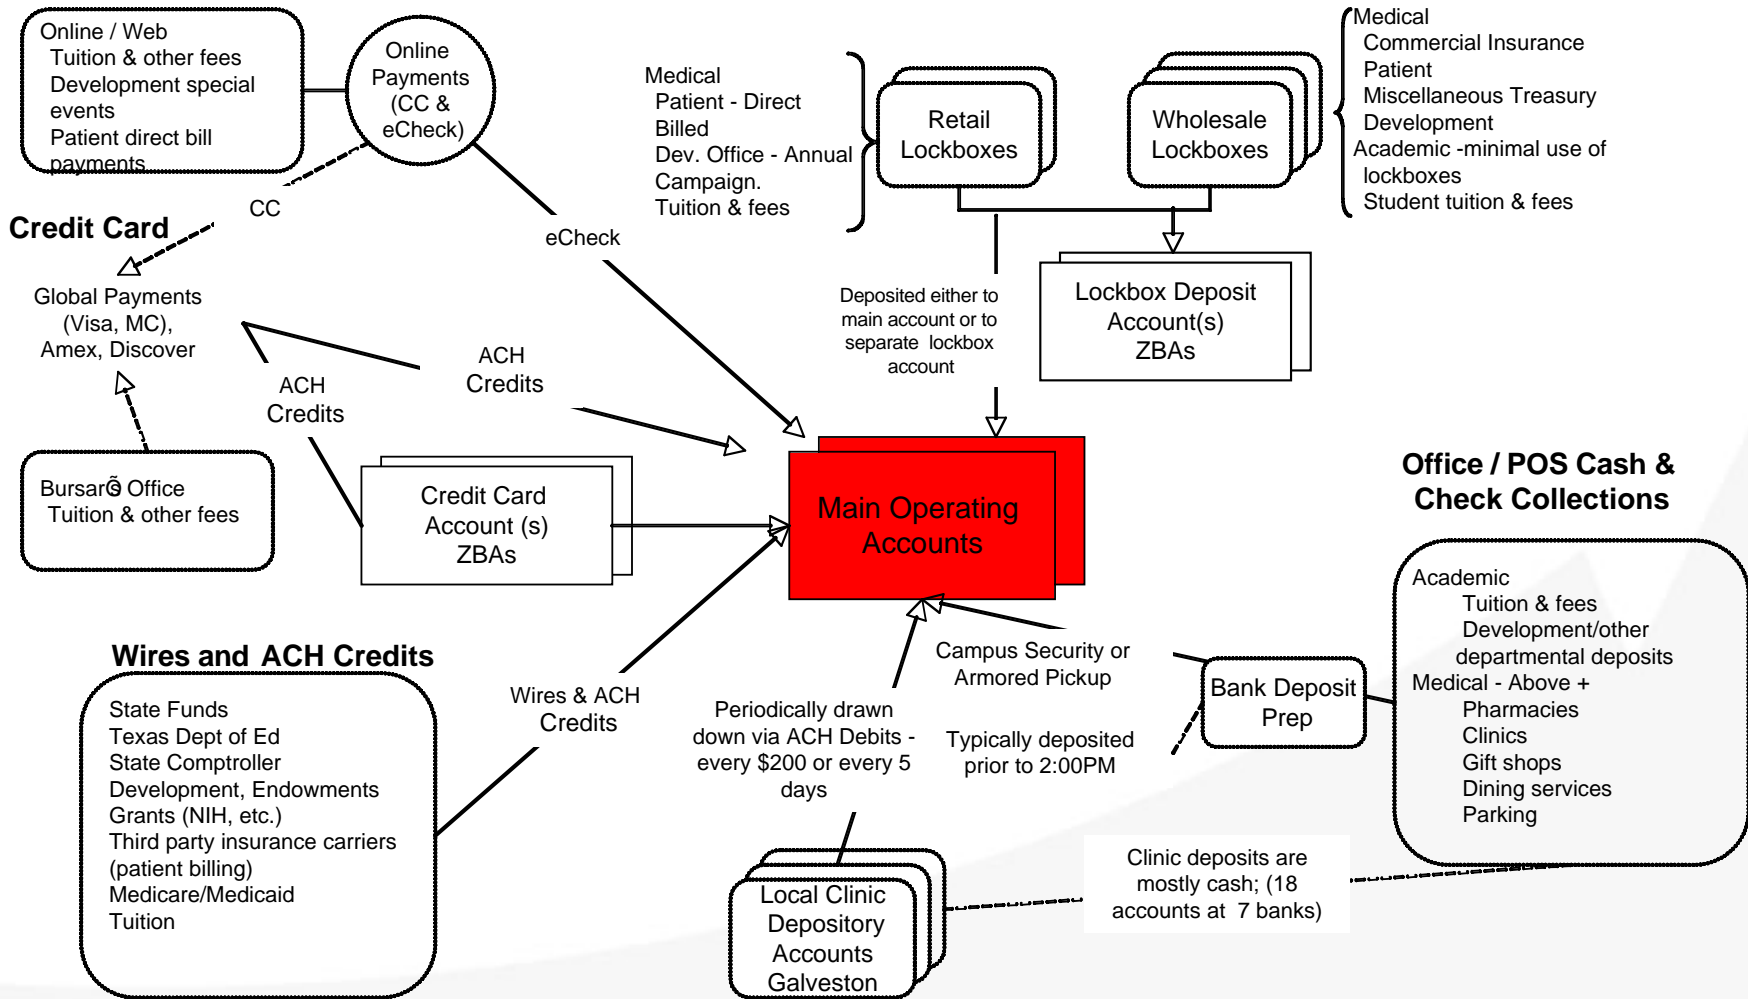 Online / Web
Tuition & other fees
Development special
events
Patient direct bill
payments
Online
Payments
(CC &
eCheck)
Medical
Patient - Direct
Billed
Dev. Office - Annual
Campaign.
Tuition & fees
Retail
Lockboxes
Wholesale
Lockboxes
Medical
Commercial Insurance
Patient
Miscellaneous Treasury
Development
Academic -minimal use of
lockboxes
Student tuition & fees
CC
Credit Card
eCheck
Global Payments
(Visa, MC),
Amex, Discover
Deposited either to
main account or to
separate lockbox
account
Lockbox Deposit
Account(s)
ZBAs
ACH
Credits
ACH
Credits
Bursar Office
Tuition & other fees
Credit Card
Account (s)
ZBAs
Main Operating
Accounts
Office / POS Cash &
Check Collections
Academic
Tuition & fees
Development/other
departmental deposits
Medical - Above +
Pharmacies
Clinics
Gift shops
Dining services
Parking
Wires and ACH Credits
State Funds
Texas Dept of Ed
State Comptroller
Development, Endowments
Grants (NIH, etc.)
Third party insurance carriers
(patient billing)
Medicare/Medicaid
Tuition
Wires & ACH
Credits
Periodically drawn
down via ACH Debits -
every $200 or every 5
days
Campus Security or
Armored Pickup
Typically deposited
prior to 2:00PM
Bank Deposit
Prep
Local Clinic
Depository
Accounts
Galveston
Clinic deposits are
mostly cash; (18
accounts at 7 banks)